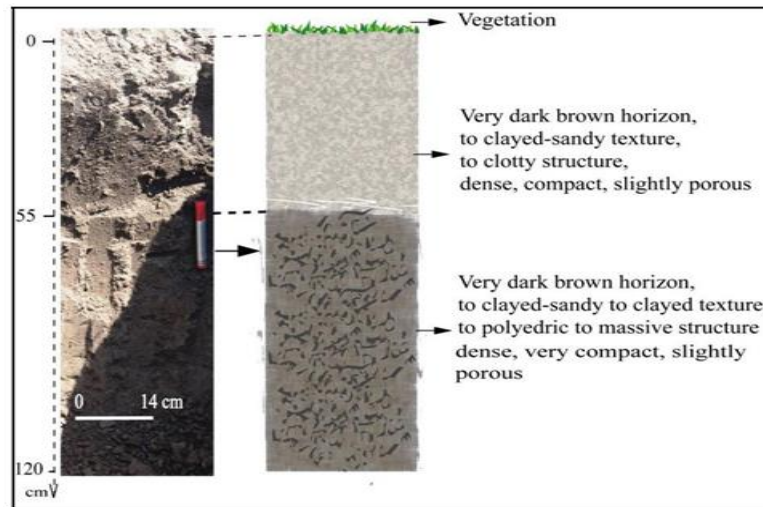 Vegetation
0
Very dark brown horizon,
to clayed-sandy texture,
to clotty structure,
dense, compact, slightly porous
55
Very dark brown horizon,
to clayed-sandy to clayed texture
to polyedric to massive structure
dense, very compact, slightly
porous
0 14 cm
120
cm